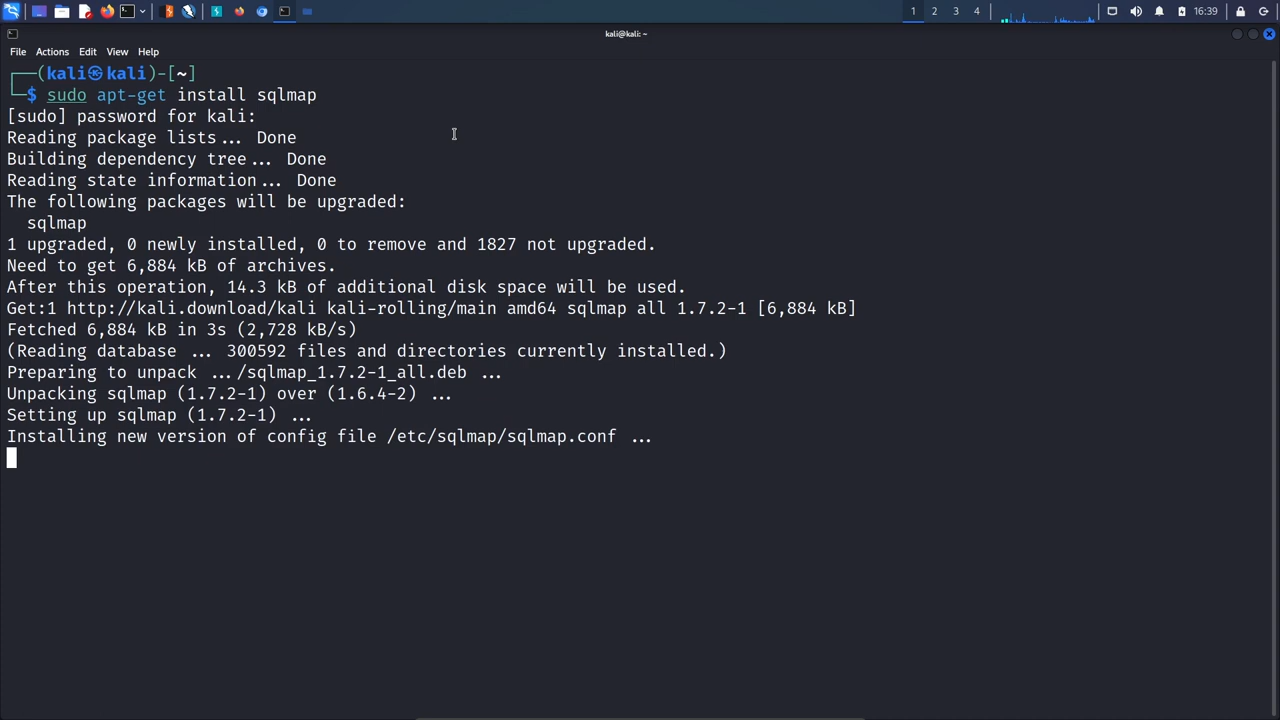 1 2 3 4 16:39
kali@kali: ~
File Actions Edit View Help
┌──(kali㉿kali)-[~]
└─$ sudo apt-get install sqlmap
[sudo] password for kali:
Reading package lists... Done
Building dependency tree... Done
Reading state information... Done
The following packages will be upgraded:
  sqlmap
1 upgraded, 0 newly installed, 0 to remove and 1827 not upgraded.
Need to get 6,884 kB of archives.
After this operation, 14.3 kB of additional disk space will be used.
Get:1 http://kali.download/kali kali-rolling/main amd64 sqlmap all 1.7.2-1 [6,884 kB]
Fetched 6,884 kB in 3s (2,728 kB/s)
(Reading database ... 300592 files and directories currently installed.)
Preparing to unpack .../sqlmap_1.7.2-1_all.deb ...
Unpacking sqlmap (1.7.2-1) over (1.6.4-2) ...
Setting up sqlmap (1.7.2-1) ...
Installing new version of config file /etc/sqlmap/sqlmap.conf ...